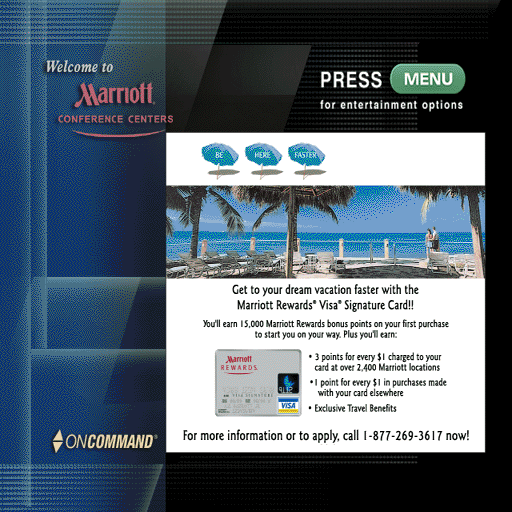 Welcome to
Marriott
CONFERENCE CENTERS
PRESS MENU
for entertainment options
BE HERE FASTER
Get to your dream vacation faster with the
Marriott Rewards® Visa® Signature Card!!
You'll earn 15,000 Marriott Rewards bonus points on your first purchase
to start you on your way. Plus you'll earn:
Marriott
REWARDS
VISA SIGNATURE
VISA
• 3 points for every $1 charged to your
card at over 2,400 Marriott locations
• 1 point for every $1 in purchases made
with your card elsewhere
• Exclusive Travel Benefits
For more information or to apply, call 1-877-269-3617 now!
ONCOMMAND®